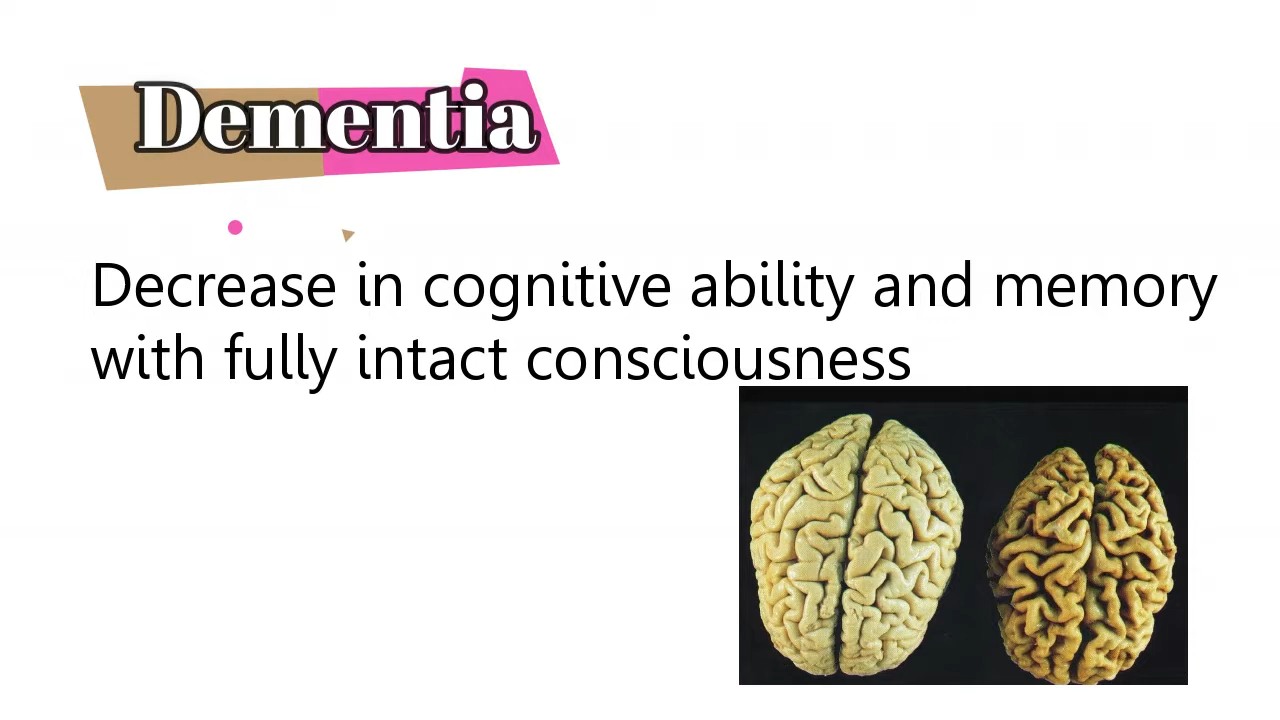 Dementia
Decrease in cognitive ability and memory
with fully intact consciousness